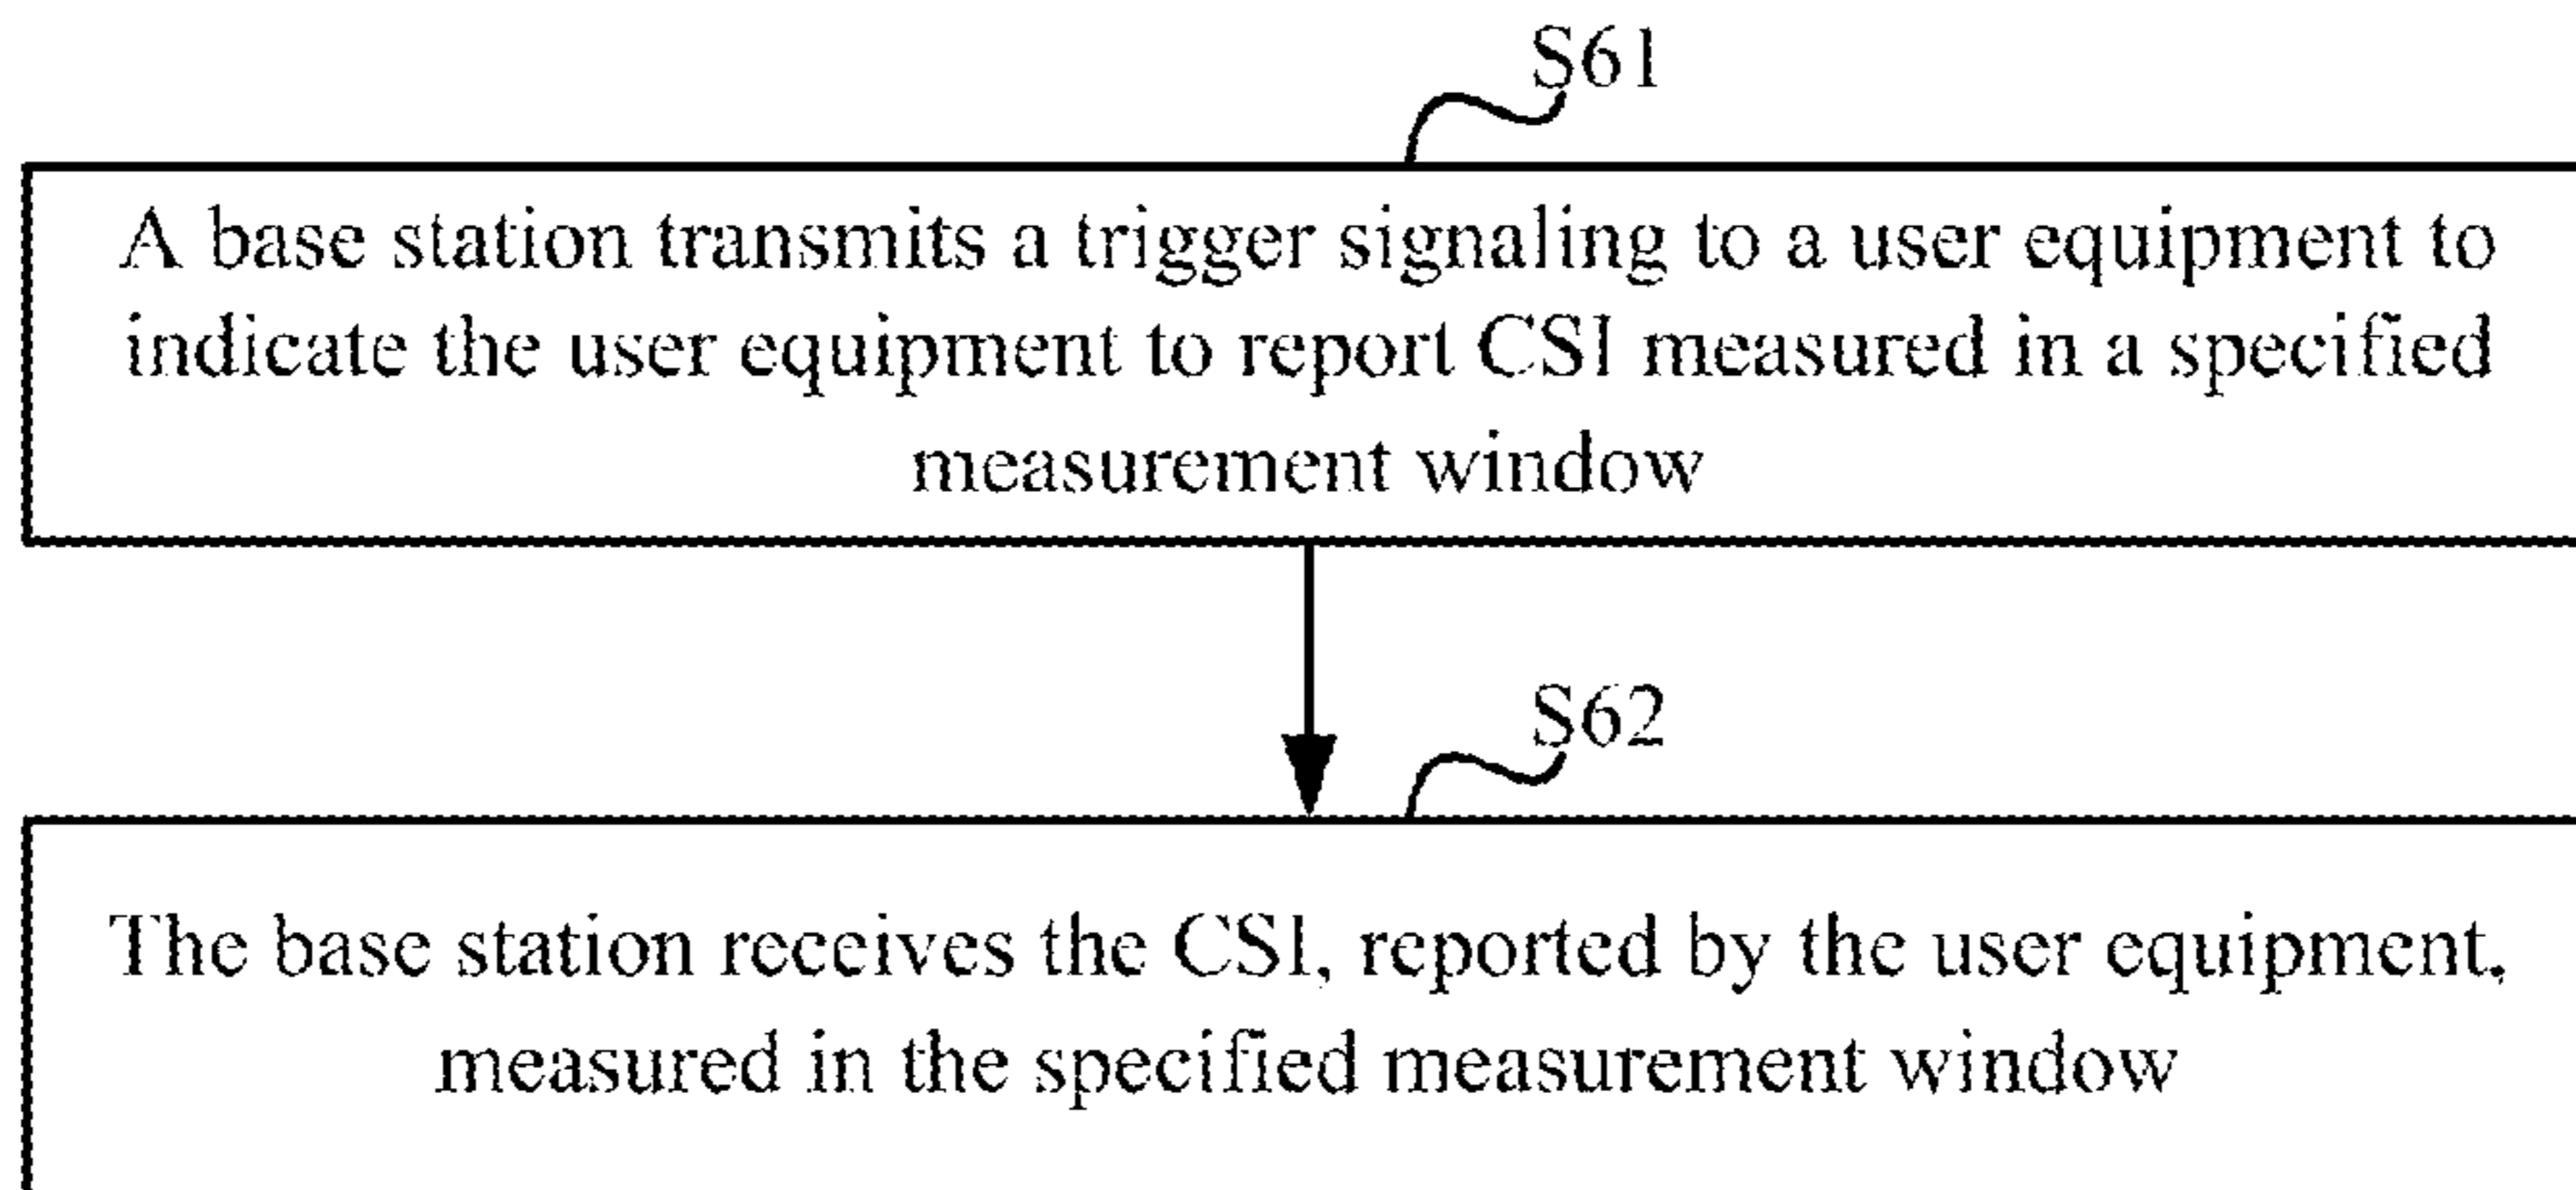 S61
A base station transmits a trigger signaling to a user equipment to
indicate the user equipment to report CSI measured in a specified
measurement window
S62
The base station receives the CSI, reported by the user equipment,
measured in the specified measurement window